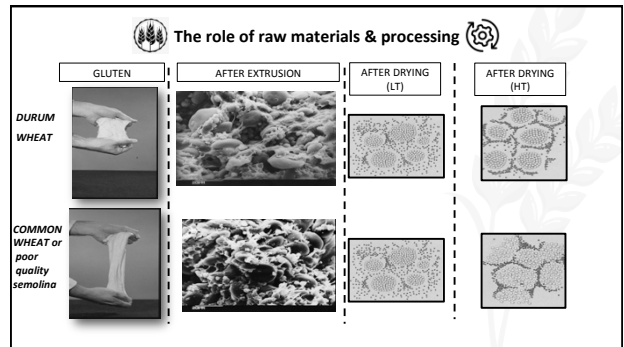 The role of raw materials & processing
GLUTEN
AFTER EXTRUSION
AFTER DRYING
(LT)
AFTER DRYING
(HT)
DURUM
WHEAT
COMMON
WHEAT or
poor
quality
semolina